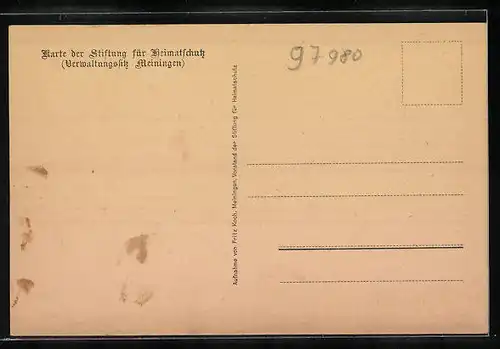 Karte der Stiftung für Heimatschutz
(Verwaltungssitz Meiningen)
97980
Aufnahme von Fritz Koch, Meiningen, Vorstand der Stiftung für Heimatschutz.